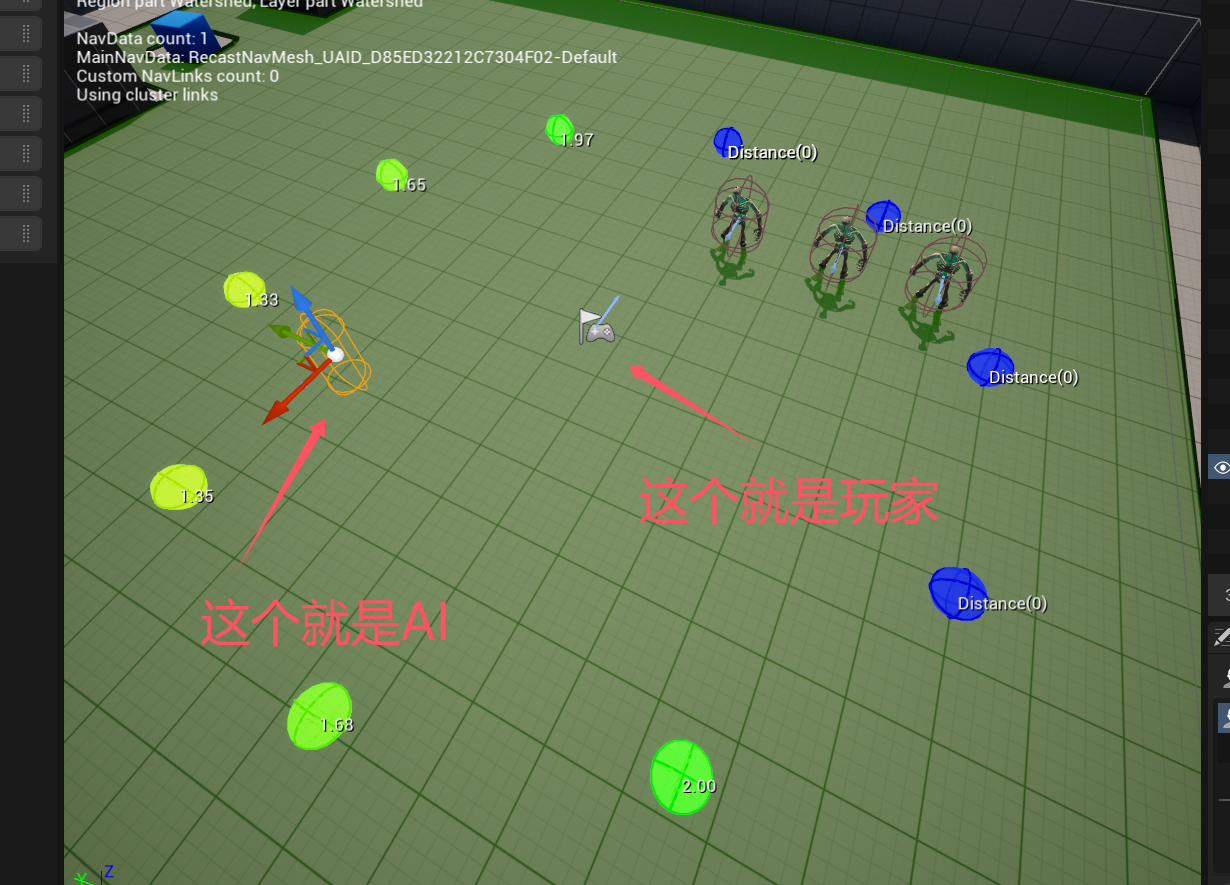 Region part Watershed, Layer part Watershed
NavData count: 1
MainNavData: RecastNavMesh_UAID_D85ED32212C7304F02-Default
Custom NavLinks count: 0
Using cluster links
1.97
Distance(0)
1.65
Distance(0)
1.33
Distance(0)
1.35
这个就是玩家
Distance(0)
这个就是AI
1.68
2.00
Z